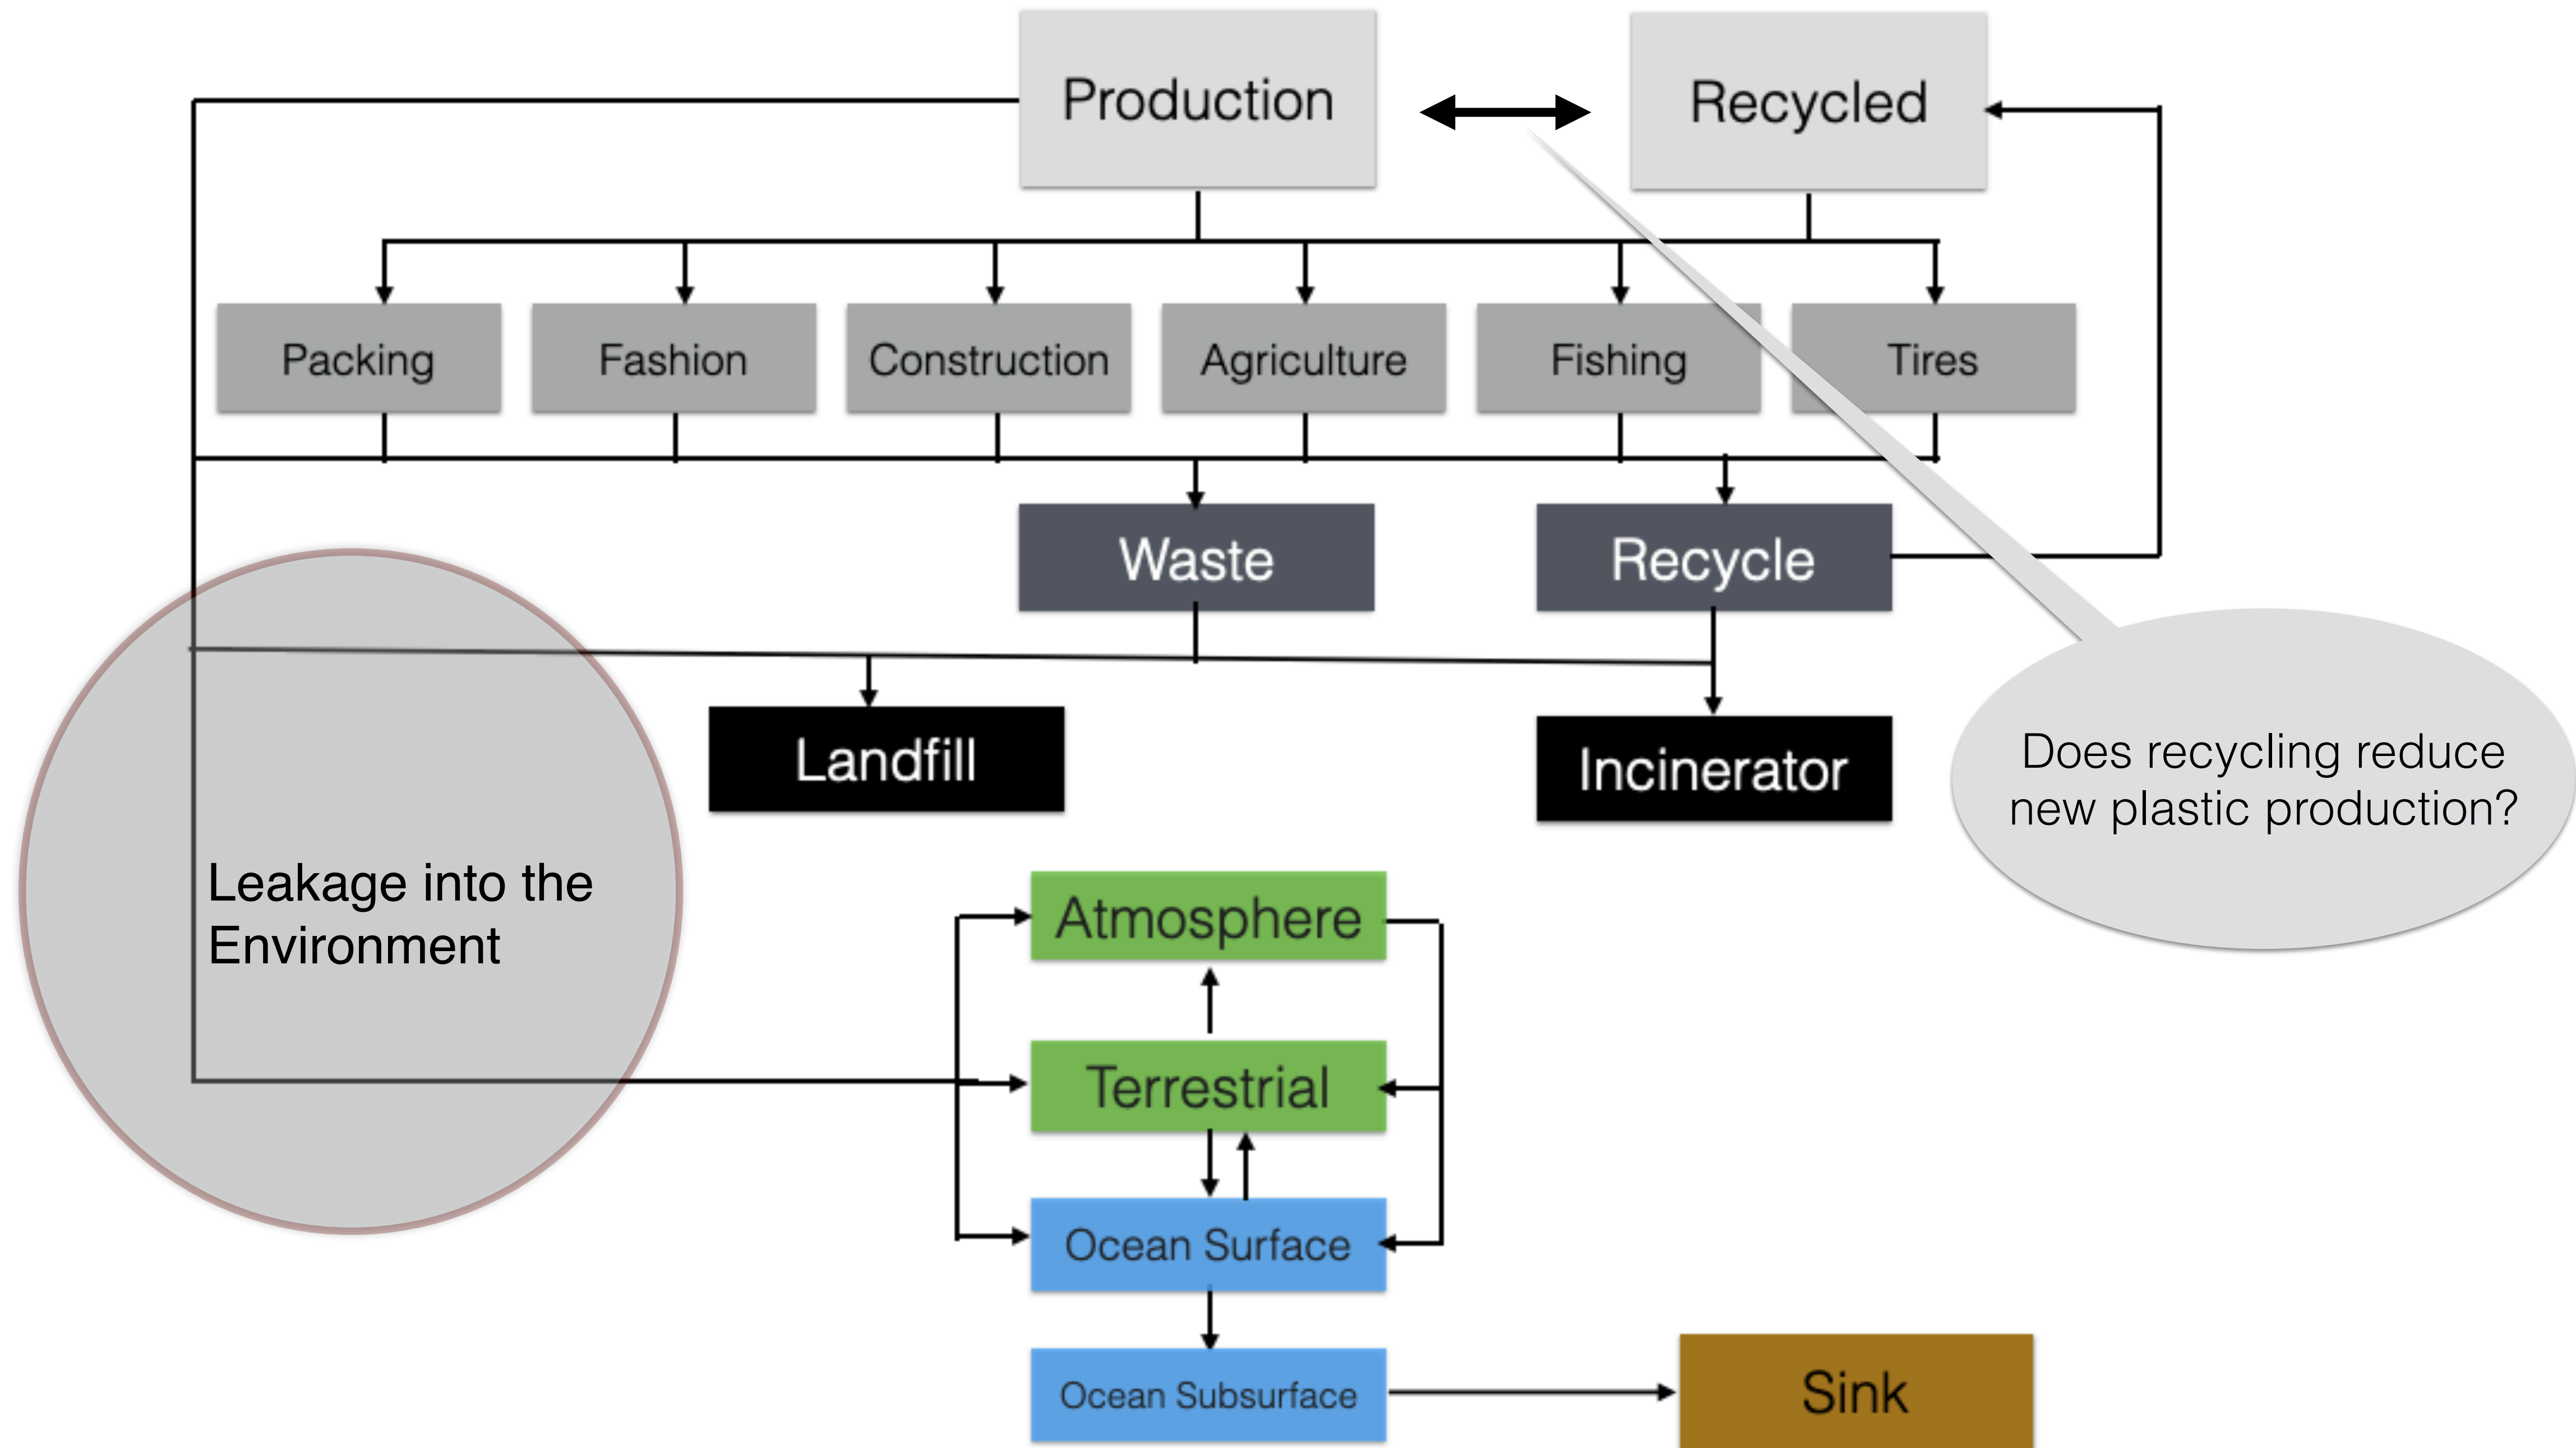 Production
Recycled
Packing
Fashion
Construction
Agriculture
Fishing
Tires
Waste
Recycle
Landfill
Incinerator
Does recycling reduce
new plastic production?
Leakage into the
Environment
Atmosphere
Terrestrial
Ocean Surface
Ocean Subsurface
Sink